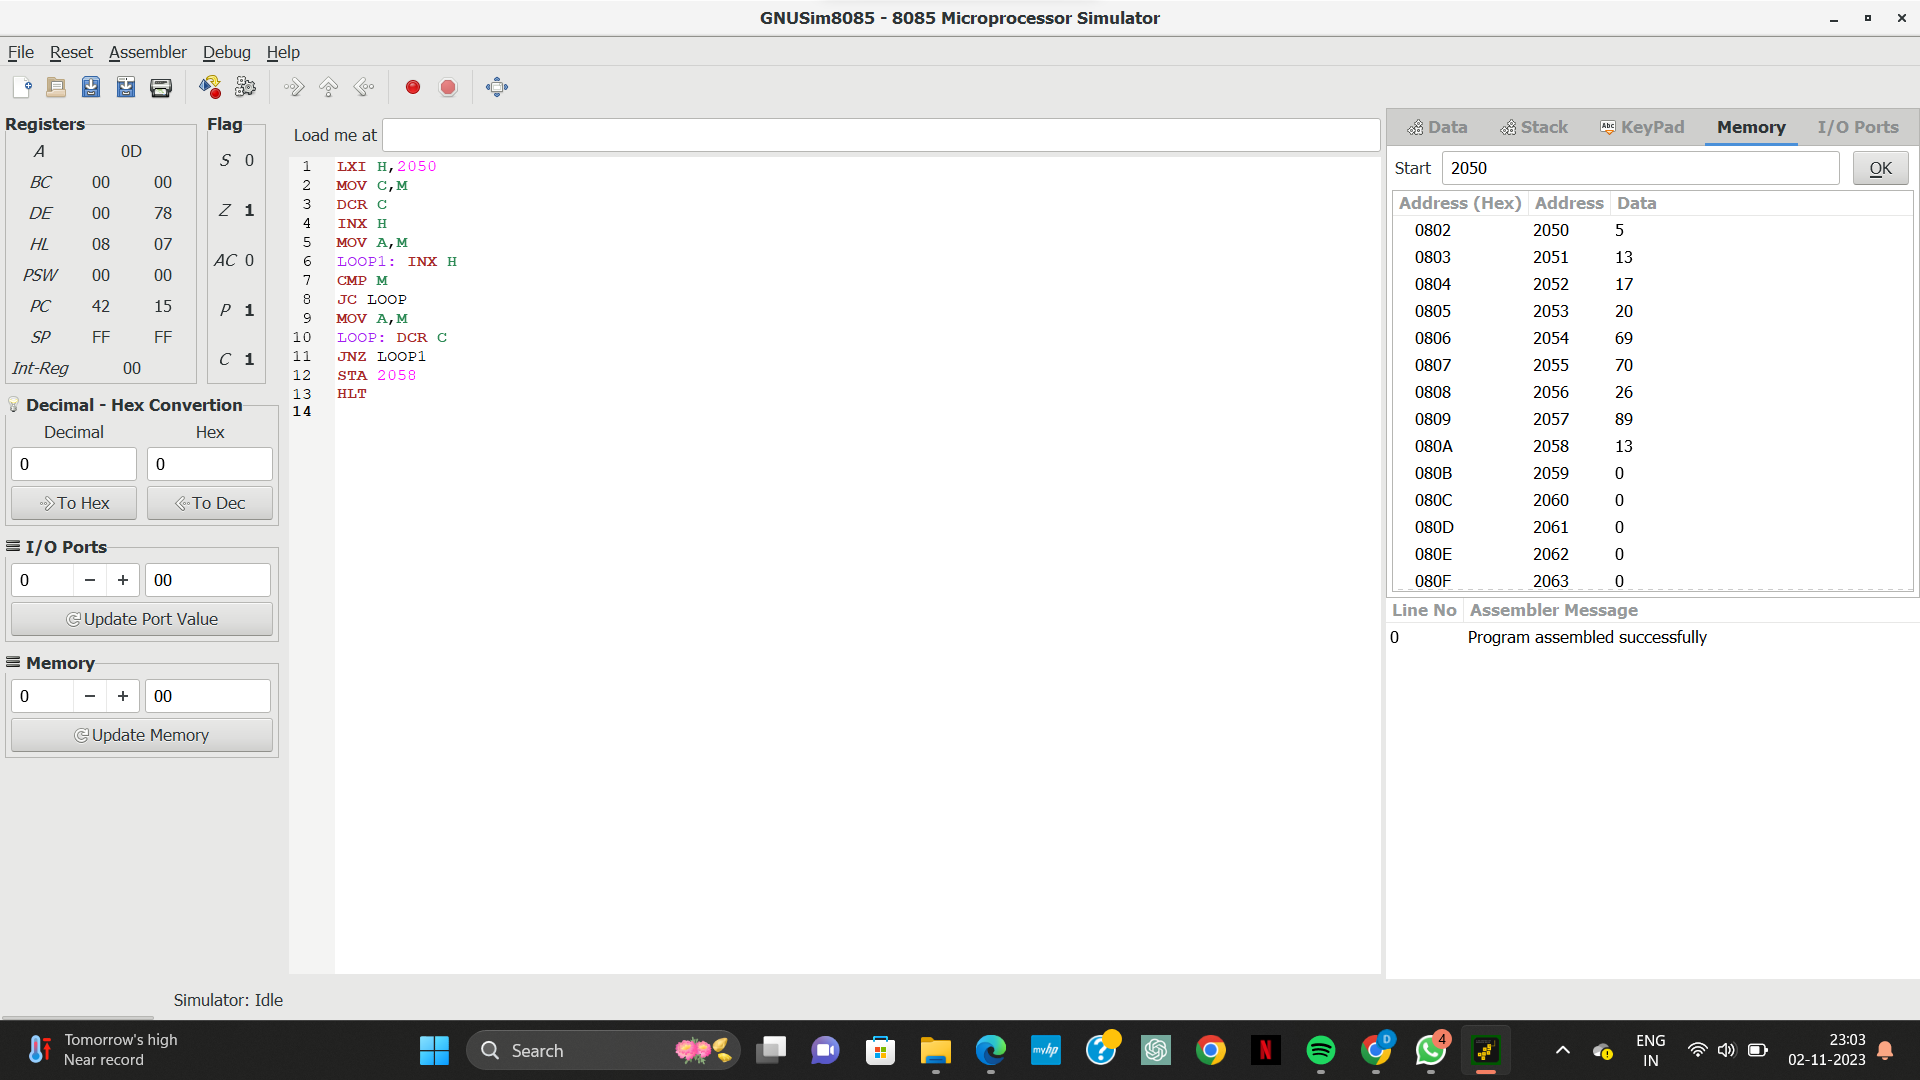 GNUSim8085 - 8085 Microprocessor Simulator
File Reset Assembler Debug Help
Registers
A 0D
BC 00 00
DE 00 78
HL 08 07
PSW 00 00
PC 42 15
SP FF FF
Int-Reg 00
Flag
S 0
Z 1
AC 0
P 1
C 1
Decimal - Hex Convertion
Decimal Hex
0 0
To Hex To Dec
I/O Ports
0 − + 00
Update Port Value
Memory
0 − + 00
Update Memory
Load me at
1 LXI H,2050
2 MOV C,M
3 DCR C
4 INX H
5 MOV A,M
6 LOOP1: INX H
7 CMP M
8 JC LOOP
9 MOV A,M
10 LOOP: DCR C
11 JNZ LOOP1
12 STA 2058
13 HLT
14
Data Stack Abc KeyPad Memory I/O Ports
Start 2050 OK
Address (Hex) Address Data
0802 2050 5
0803 2051 13
0804 2052 17
0805 2053 20
0806 2054 69
0807 2055 70
0808 2056 26
0809 2057 89
080A 2058 13
080B 2059 0
080C 2060 0
080D 2061 0
080E 2062 0
080F 2063 0
Line No Assembler Message
0 Program assembled successfully
Simulator: Idle
Tomorrow's high
Near record
Search
myhp
?
N
D
4
ENG
IN
23:03
02-11-2023